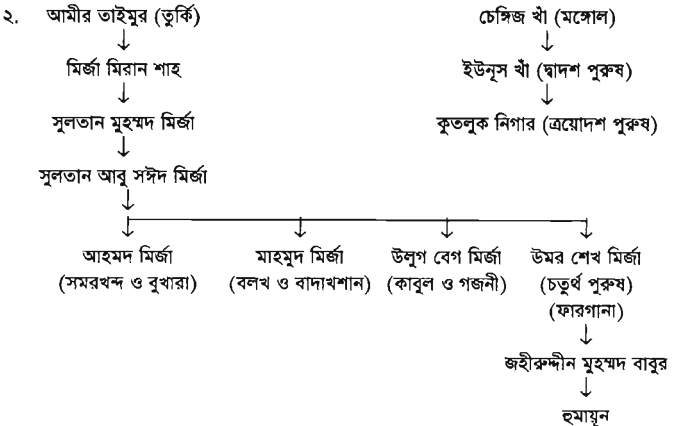 ২. আমীর তাইমুর (তুর্কি) চেঙ্গিজ খাঁ (মঙ্গোল)
মির্জা মিরান শাহ ইউনূস খাঁ (দ্বাদশ পুরুষ)
সুলতান মুহম্মদ মির্জা কুতলুক নিগার (ত্রয়োদশ পুরুষ)
সুলতান আবু সঈদ মির্জা
আহমদ মির্জা মাহমুদ মির্জা উলুগ বেগ মির্জা উমর শেখ মির্জা
(সমরখন্দ ও বুখারা) (বলখ ও বাদাখশান) (কাবুল ও গজনী) (চতুর্থ পুরুষ)
(ফারগানা)
জহীরুদ্দীন মুহম্মদ বাবুর
হুমায়ূন